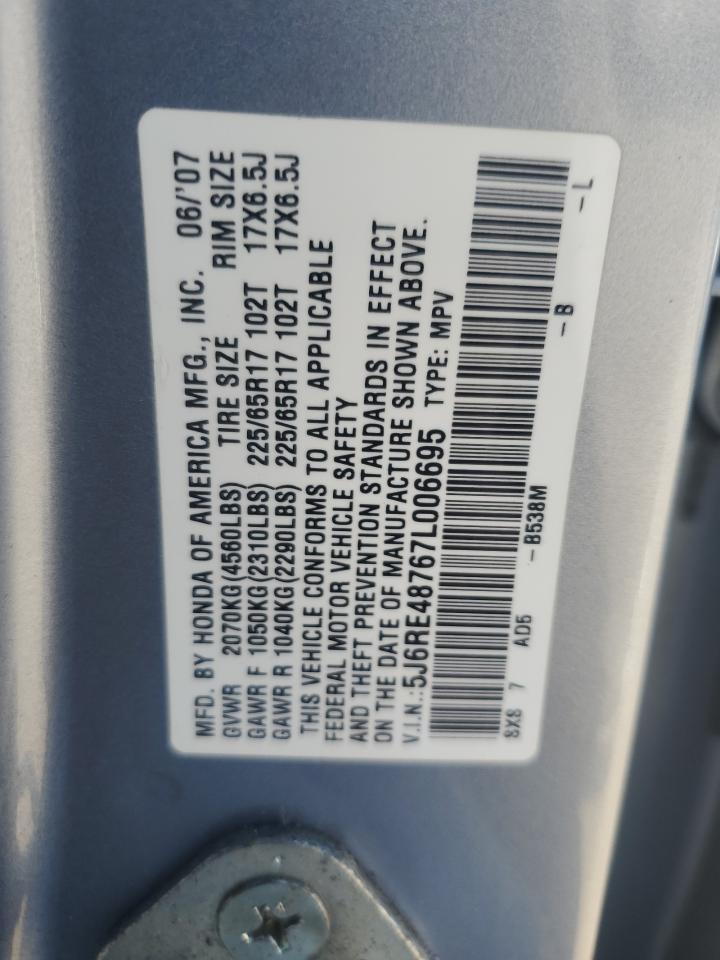 MFD. BY HONDA OF AMERICA MFG., INC. 06/'07
GVWR 2070KG(4560LBS) TIRE SIZE RIM SIZE
GAWR F 1050KG(2310LBS) 225/65R17 102T 17X6.5J
GAWR R 1040KG(2290LBS) 225/65R17 102T 17X6.5J
THIS VEHICLE CONFORMS TO ALL APPLICABLE
FEDERAL MOTOR VEHICLE SAFETY
AND THEFT PREVENTION STANDARDS IN EFFECT
ON THE DATE OF MANUFACTURE SHOWN ABOVE.
V.I.N.:5J6RE48767L006695 TYPE: MPV
SXS 7 AD5 -B538M -B -L